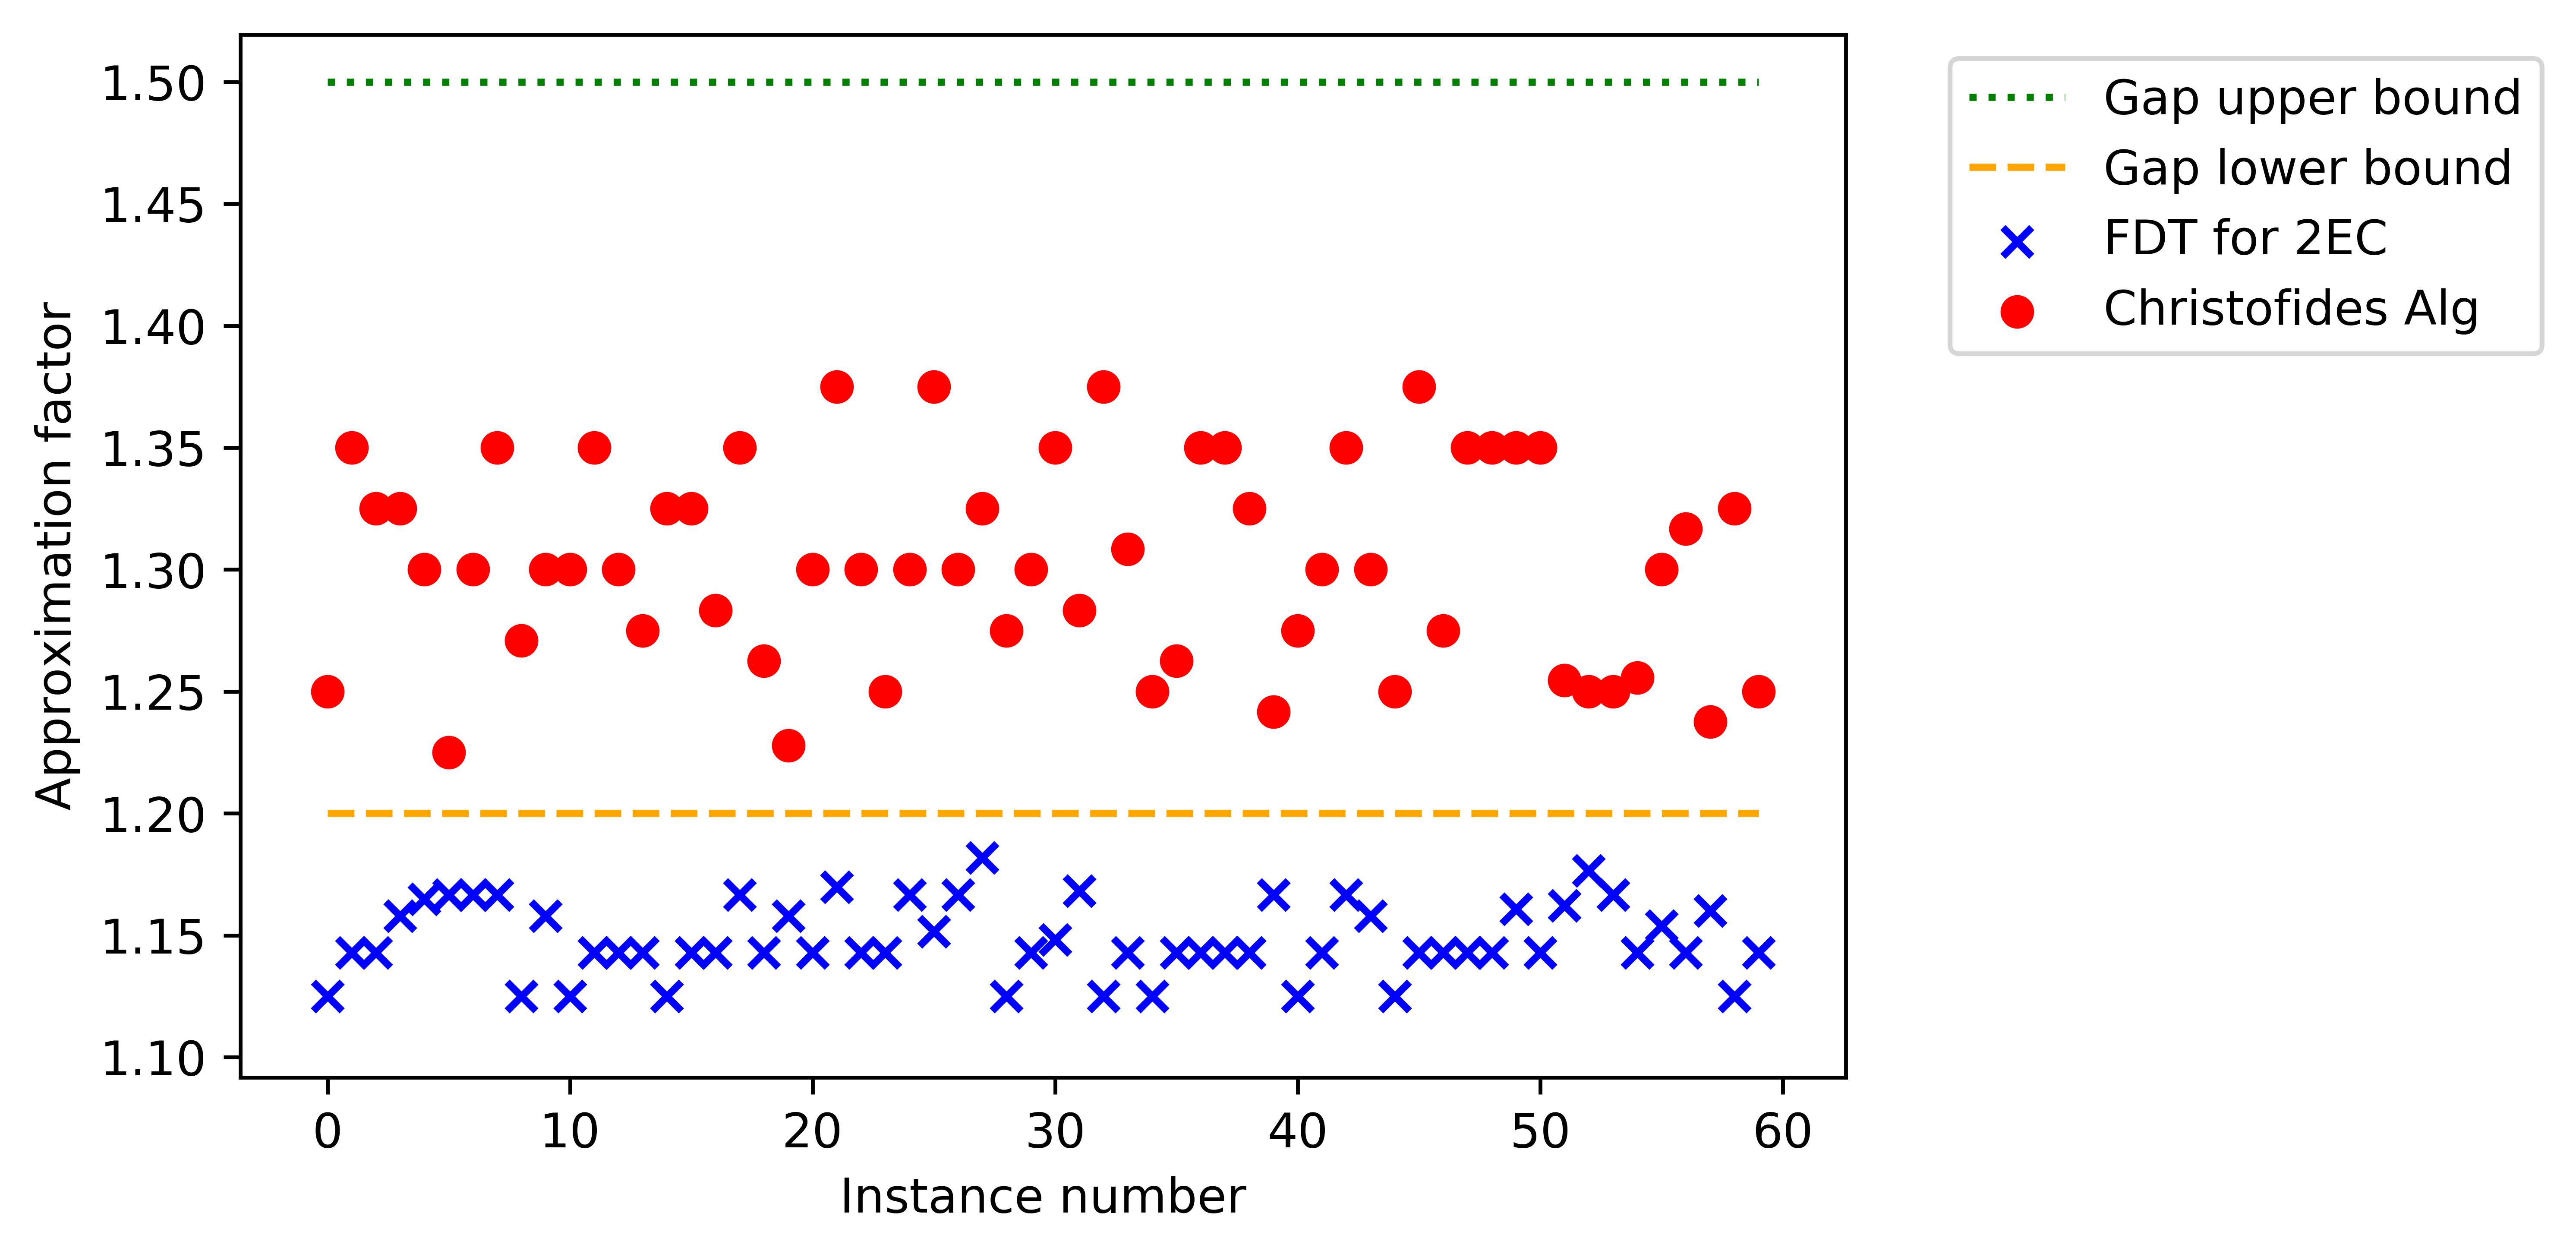 1.50
1.45
1.40
1.35
1.30
1.25
1.20
1.15
1.10
Approximation factor
0 10 20 30 40 50 60
Instance number
Gap upper bound
Gap lower bound
FDT for 2EC
Christofides Alg